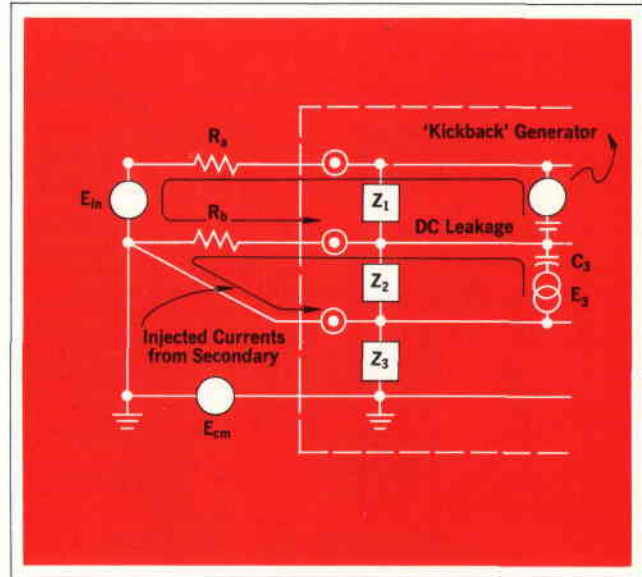 'Kickback' Generator
Ra
Ein
Z1
Rb
DC Leakage
C3
Z2
E3
Injected Currents
from Secondary
Z3
Ecm